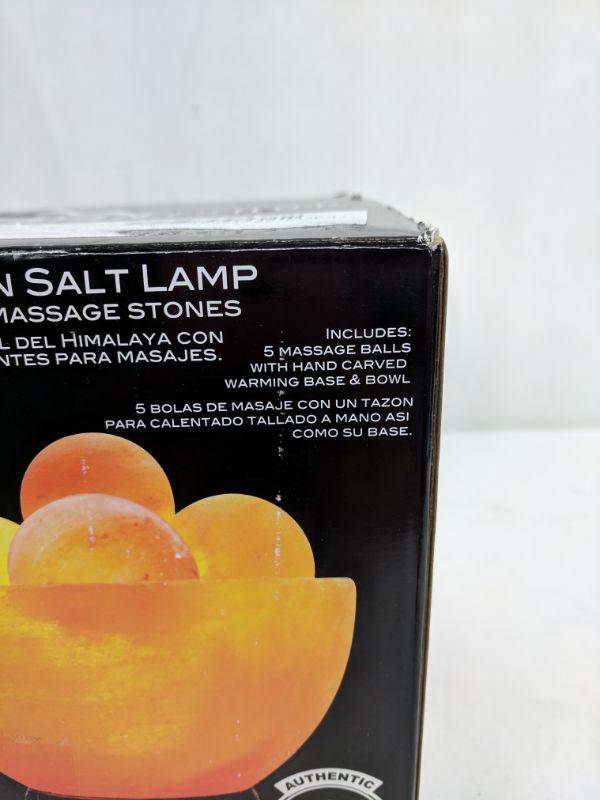 N SALT LAMP
MASSAGE STONES
L DEL HIMALAYA CON
NTES PARA MASAJES.
INCLUDES:
5 MASSAGE BALLS
WITH HAND CARVED
WARMING BASE & BOWL
5 BOLAS DE MASAJE CON UN TAZON
PARA CALENTADO TALLADO A MANO ASI
COMO SU BASE.
AUTHENTIC